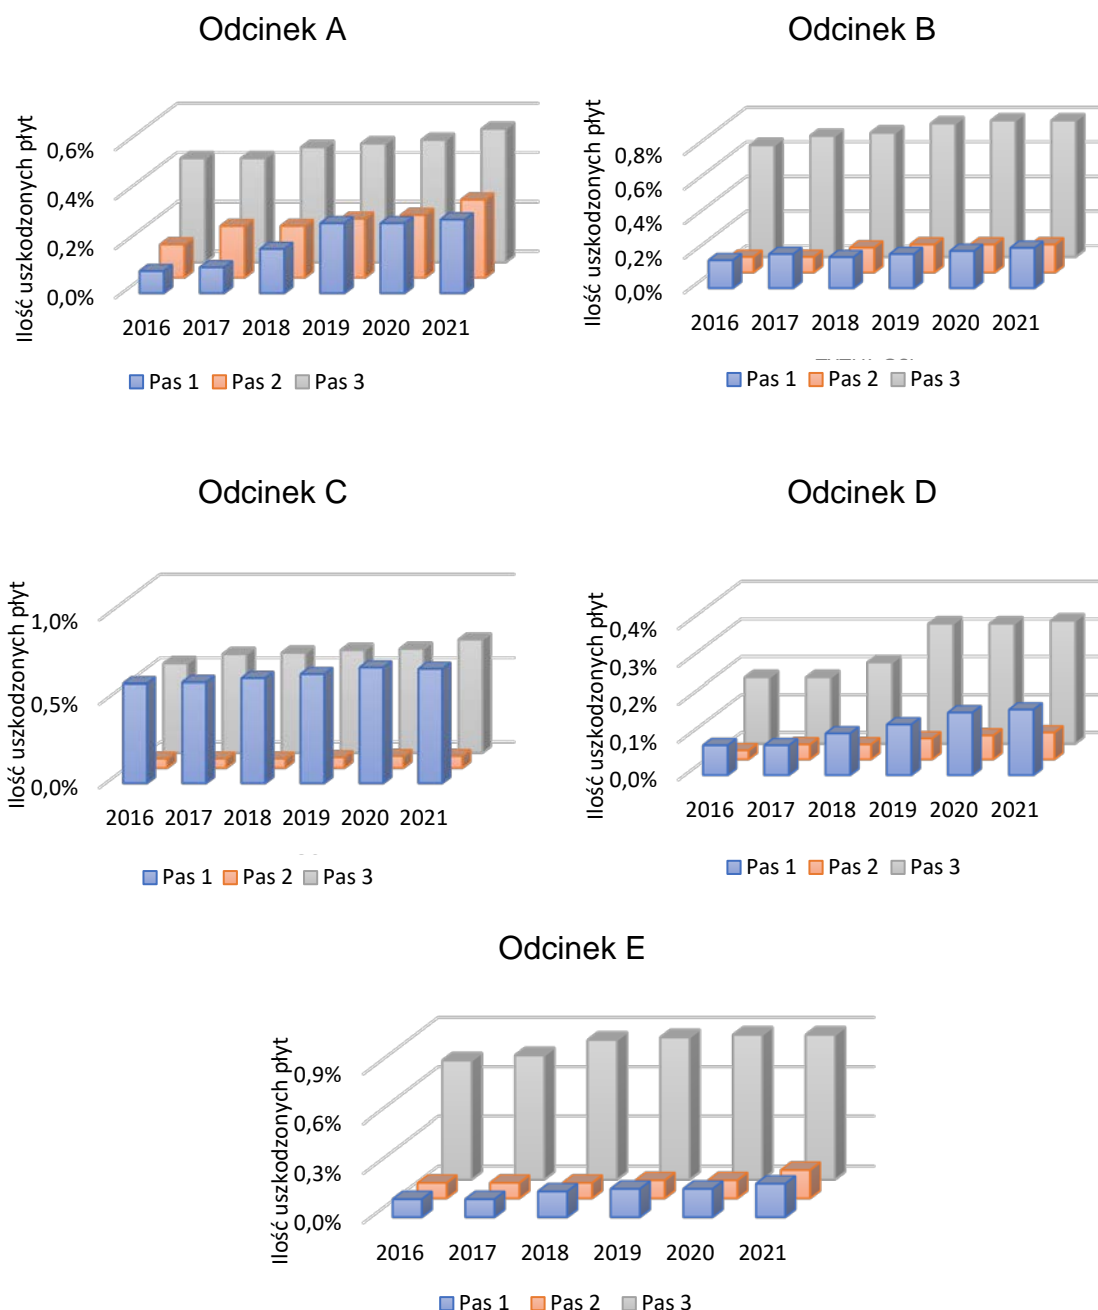 Odcinek A
Ilość uszkodzonych płyt
0,6%
0,4%
0,2%
0,0%
2016 2017 2018 2019 2020 2021
Pas 1 Pas 2 Pas 3
Odcinek B
Ilość uszkodzonych płyt
0,8%
0,6%
0,4%
0,2%
0,0%
2016 2017 2018 2019 2020 2021
Pas 1 Pas 2 Pas 3
Odcinek C
Ilość uszkodzonych płyt
1,0%
0,5%
0,0%
2016 2017 2018 2019 2020 2021
Pas 1 Pas 2 Pas 3
Odcinek D
Ilość uszkodzonych płyt
0,4%
0,3%
0,2%
0,1%
0,0%
2016 2017 2018 2019 2020 2021
Pas 1 Pas 2 Pas 3
Odcinek E
Ilość uszkodzonych płyt
0,9%
0,6%
0,3%
0,0%
2016 2017 2018 2019 2020 2021
Pas 1 Pas 2 Pas 3